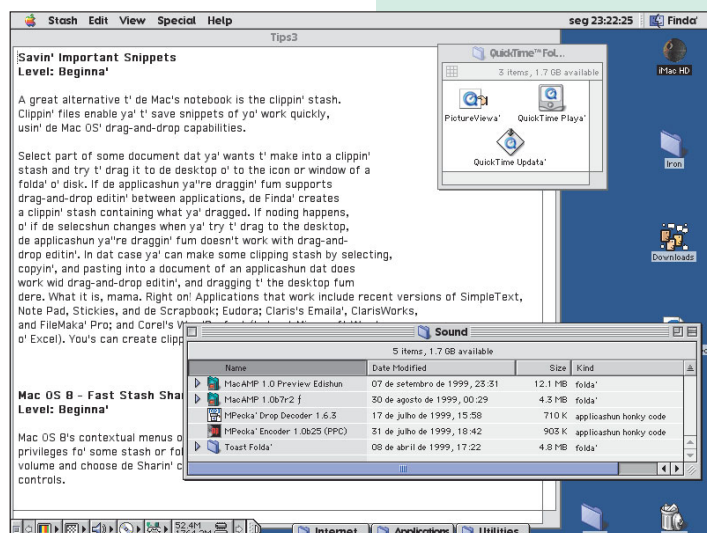 Stash Edit View Special Help
seg 23:22:25 Finda'
Tips3
Savin' Important Snippets
Level: Beginna'
A great alternative t' de Mac's notebook is the clippin' stash.
Clippin' files enable ya' t' save snippets of yo' work quickly,
usin' de Mac OS' drag-and-drop capabilities.
Select part of some document dat ya' wants t' make into a clippin'
stash and try t' drag it to de desktop o' to the icon or window of a
folda' o' disk. If de applicashun ya''re draggin' fum supports
drag-and-drop editin' between applications, de Finda' creates
a clippin' stash containing what ya' dragged. If noding happens,
o' if de selecshun changes when ya' try t' drag to the desktop,
de applicashun ya''re draggin' fum doesn't work with drag-and-
drop editin'. In dat case ya' can make some clipping stash by selecting,
copyin', and pasting into a document of an applicashun dat does
work wid drag-and-drop editin', and dragging t' the desktop fum
dere. What it is, mama. Right on! Applications that work include recent versions of SimpleText,
Note Pad, Stickies, and de Scrapbook; Eudora; Claris's Emaila', ClarisWorks,
and FileMaka' Pro; and Corel's
o' Excel). You's can create
Mac OS 8 - Fast Stash
Level: Beginna'
Mac OS 8's contextual menus
privileges fo' some stash or
volume and choose de Sharin'
controls.
QuickTime™ Fol...
3 items, 1.7 GB available
PictureViewa'
QuickTime Playa'
QuickTime Updata'
iMac HD
Iron
Downloads
Sound
5 items, 1.7 GB available
Name Date Modified Size Kind
MacAMP 1.0 Preview Edishun 07 de setembro de 1999, 23:31 12.1 MB folda'
MacAMP 1.0b7r2 ƒ 30 de agosto de 1999, 00:29 4.3 MB folda'
MPecka' Drop Decoder 1.6.3 17 de julho de 1999, 15:58 710 K applicashun honky code
MPecka' Encoder 1.0b25 (PPC) 31 de julho de 1999, 18:42 903 K applicashun honky code
Toast Folda' 08 de abril de 1999, 17:22 4.8 MB folda'
52.4M
Internet
Applications
Utilities